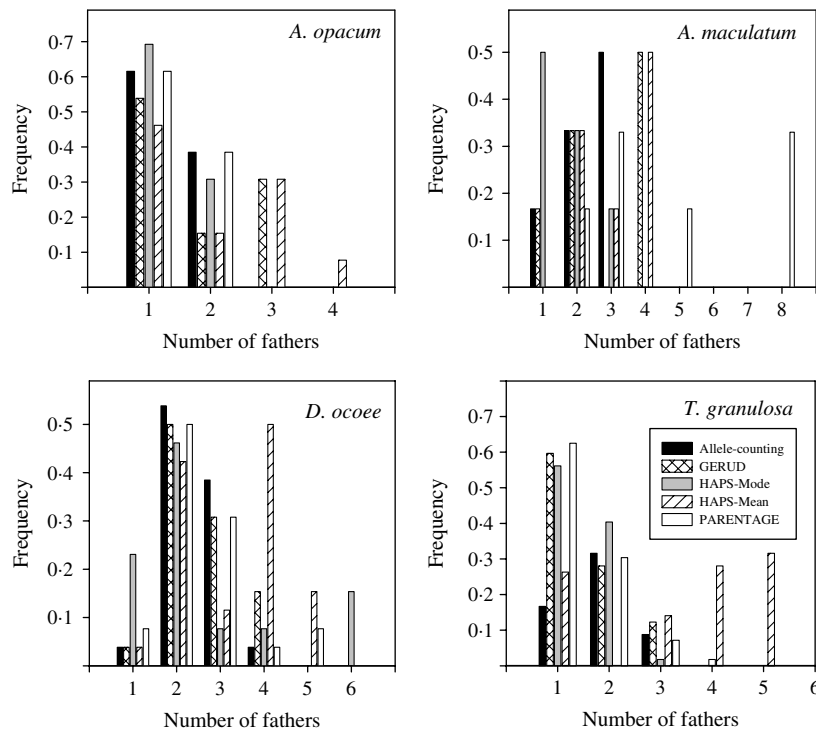 A. opacum
0·7
0·6
0·5
0·4
0·3
0·2
0·1
Frequency
1 2 3 4
Number of fathers
A. maculatum
0·5
0·4
0·3
0·2
0·1
Frequency
1 2 3 4 5 6 7 8
Number of fathers
D. ocoee
0·5
0·4
0·3
0·2
0·1
Frequency
1 2 3 4 5 6
Number of fathers
T. granulosa
0·7
0·6
0·5
0·4
0·3
0·2
0·1
Frequency
Allele-counting
GERUD
HAPS-Mode
HAPS-Mean
PARENTAGE
1 2 3 4 5 6
Number of fathers